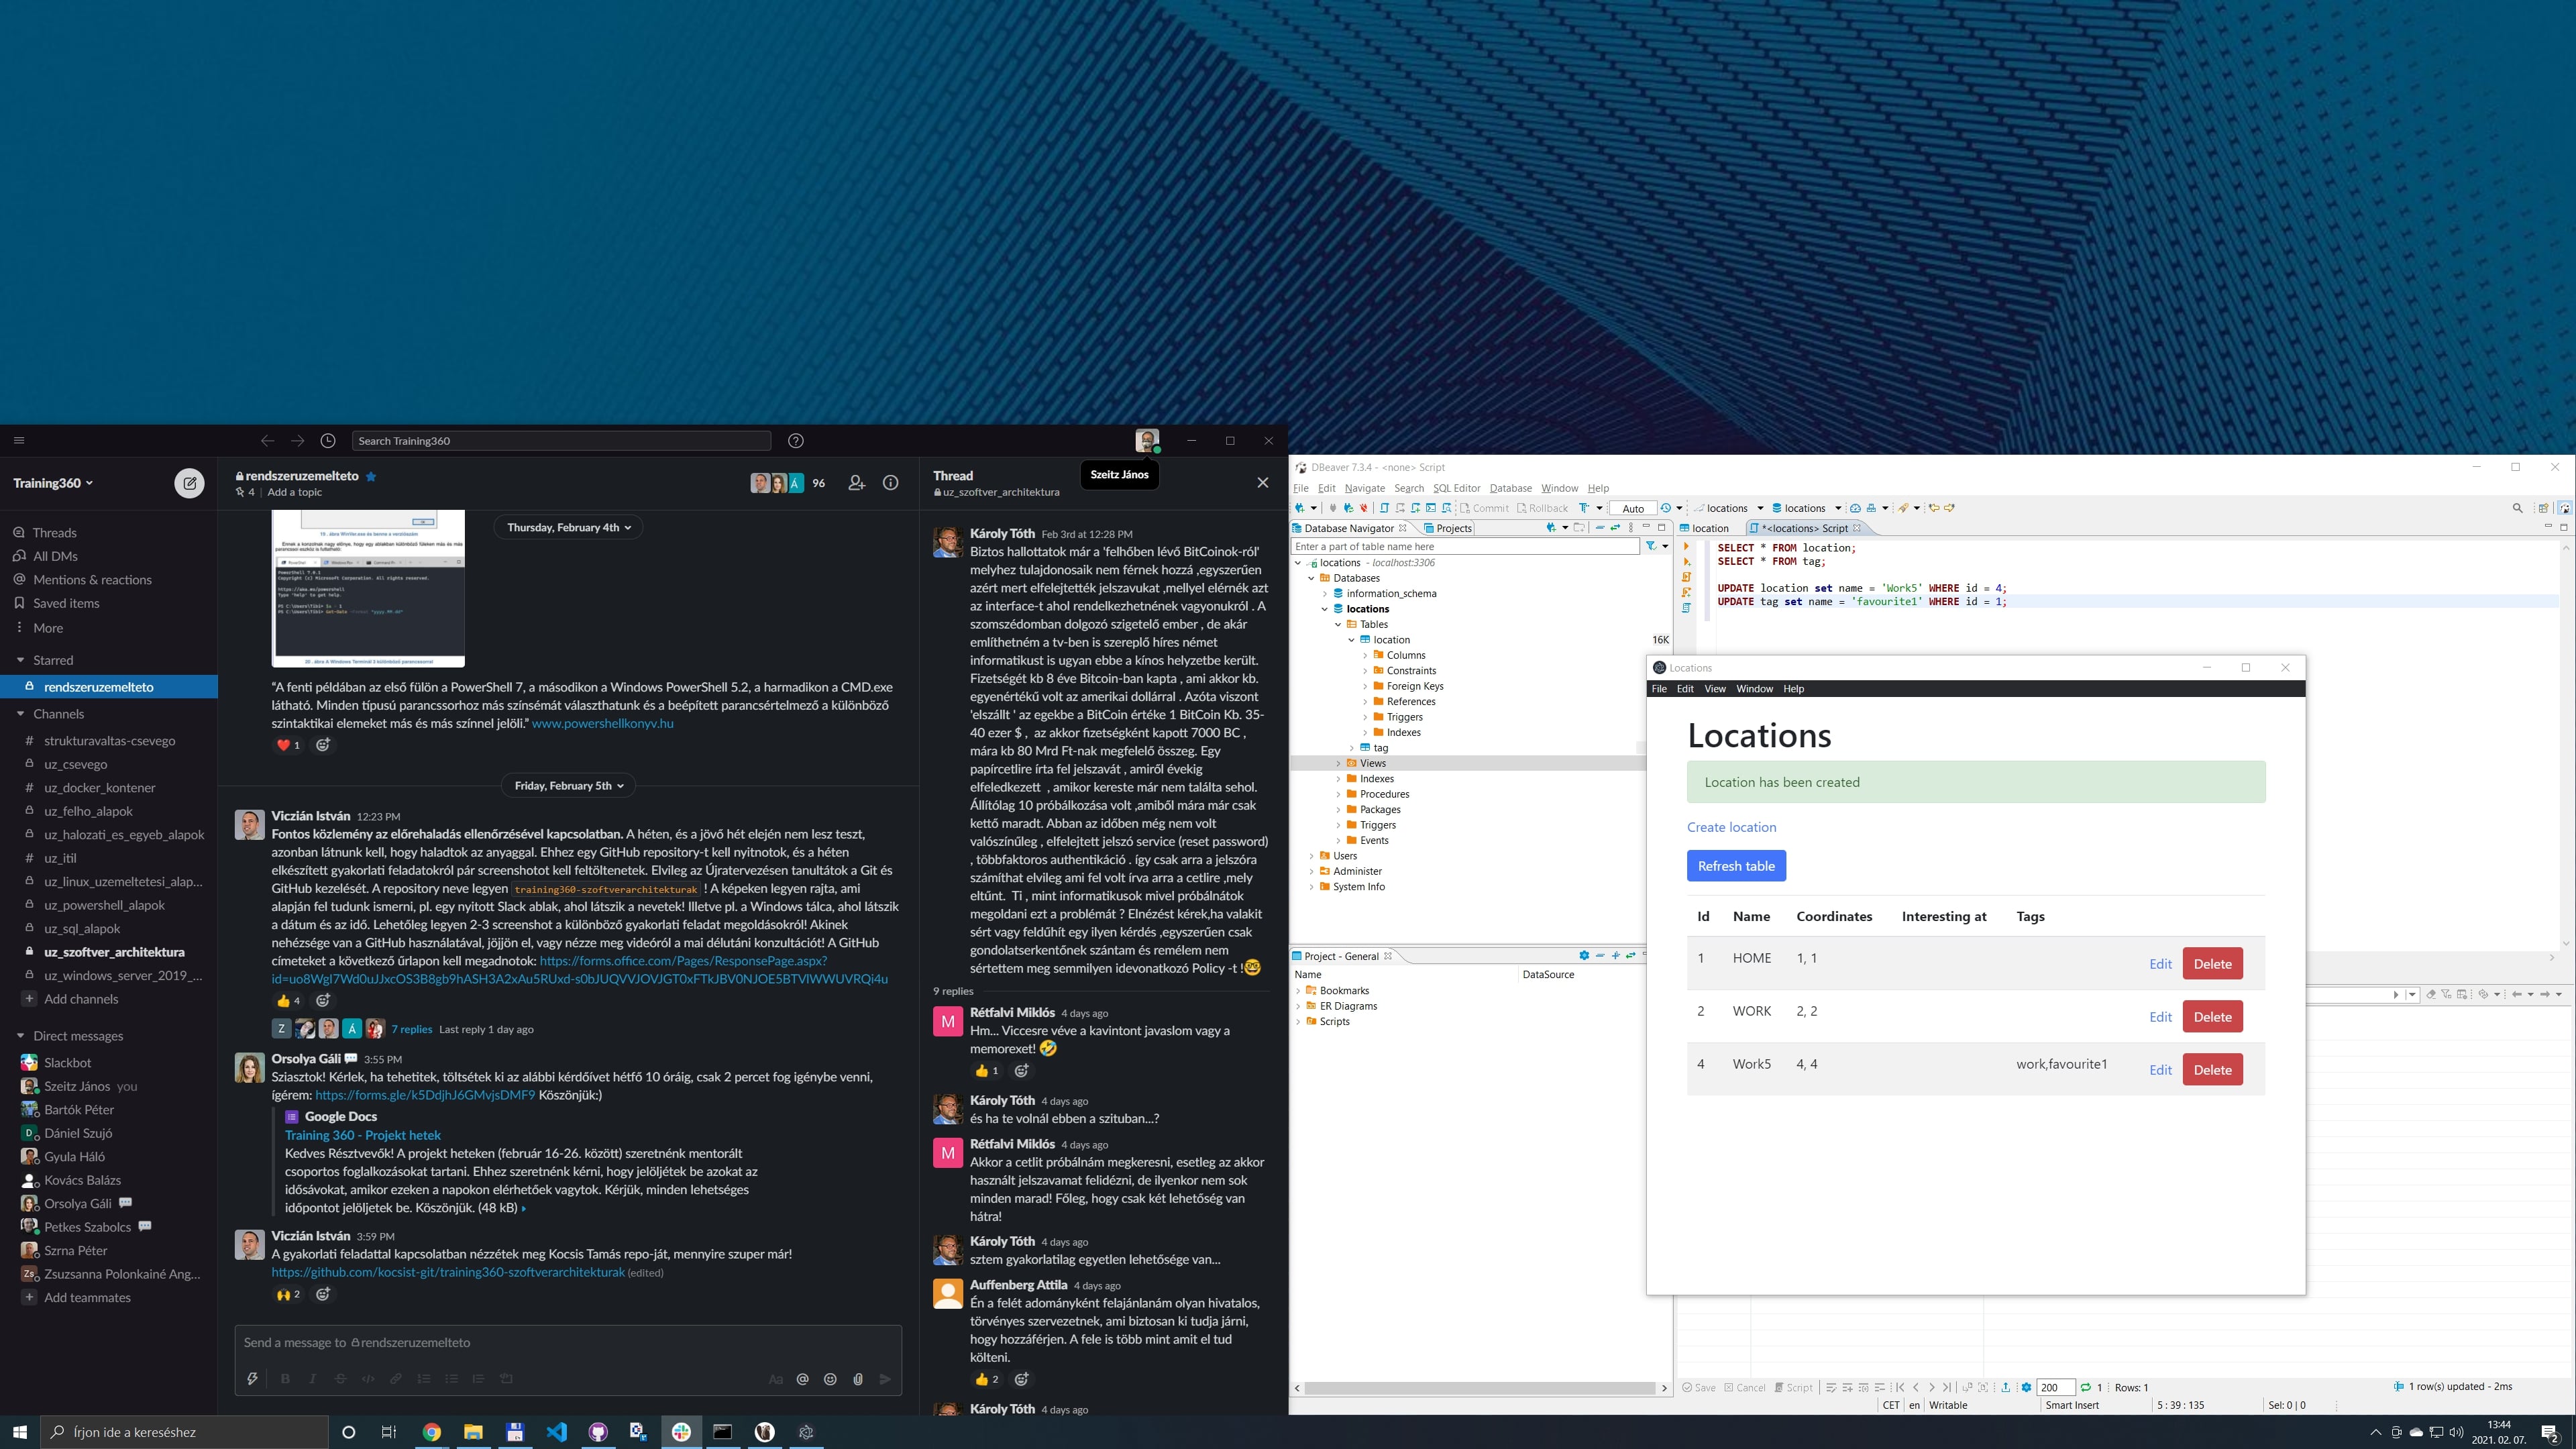 Search Training360
Szeitz János
Training360
Threads
All DMs
Mentions & reactions
Saved items
More
Starred
rendszeruzemelteto
Channels
# strukturavaltas-csevego
uz_csevego
# uz_docker_kontener
uz_felho_alapok
uz_halozati_es_egyeb_alapok
# uz_itil
uz_linux_uzemeltetesi_alap...
uz_powershell_alapok
uz_sql_alapok
uz_szoftver_architektura
uz_windows_server_2019_...
+ Add channels
Direct messages
Slackbot
Szeitz János you
Bartók Péter
D Dániel Szujó
Gyula Háló
Kovács Balázs
Orsolya Gáli
Petkes Szabolcs
Szrna Péter
Zs Zsuzsanna Polonkainé Ang...
+ Add teammates
rendszeruzemelteto
4 | Add a topic
Á 96
Thursday, February 4th
"A fenti példában az első fülön a PowerShell 7, a másodikon a Windows PowerShell 5.2, a harmadikon a CMD.exe
látható. Minden típusú parancssorhoz más színsémát választhatunk és a beépített parancsértelmező a különböző
szintaktikai elemeket más és más színnel jelöli." www.powershellkonyv.hu
1
Friday, February 5th
Viczián István 12:23 PM
Fontos közlemény az előrehaladás ellenőrzésével kapcsolatban. A héten, és a jövő hét elején nem lesz teszt,
azonban látnunk kell, hogy haladtok az anyaggal. Ehhez egy GitHub repository-t kell nyitnotok, és a héten
elkészített gyakorlati feladatokról pár screenshotot kell feltöltenetek. Elvileg az Újratervezésen tanultátok a Git és
GitHub kezelését. A repository neve legyen training360-szoftverarchitekturak ! A képeken legyen rajta, ami
alapján fel tudunk ismerni, pl. egy nyitott Slack ablak, ahol látszik a nevetek! Illetve pl. a Windows tálca, ahol látszik
a dátum és az idő. Lehetőleg legyen 2-3 screenshot a különböző gyakorlati feladat megoldásokról! Akinek
nehézsége van a GitHub használatával, jöjjön el, vagy nézze meg videóról a mai délutáni konzultációt! A GitHub
címeteket a következő űrlapon kell megadnotok: https://forms.office.com/Pages/ResponsePage.aspx?
id=uo8Wgl7Wd0uJJxcOS3B8gb9hASH3A2xAu5RUxd-s0bJUQVVJOVJGT0xFTkJBV0NJOE5BTVlWWUVRQi4u
4
Z Á 7 replies Last reply 1 day ago
Orsolya Gáli 3:55 PM
Sziasztok! Kérlek, ha tehetitek, töltsétek ki az alábbi kérdőívet hétfő 10 óráig, csak 2 percet fog igénybe venni,
ígérem: https://forms.gle/k5DdjhJ6GMvjsDMF9 Köszönjük:)
Google Docs
Training 360 - Projekt hetek
Kedves Résztvevők! A projekt heteken (február 16-26. között) szeretnénk mentorált
csoportos foglalkozásokat tartani. Ehhez szeretnénk kérni, hogy jelöljétek be azokat az
idősávokat, amikor ezeken a napokon elérhetőek vagytok. Kérjük, minden lehetséges
időpontot jelöljetek be. Köszönjük. (48 kB)
Viczián István 3:59 PM
A gyakorlati feladattal kapcsolatban nézzétek meg Kocsis Tamás repo-ját, mennyire szuper már!
https://github.com/kocsist-git/training360-szoftverarchitekturak (edited)
2
Send a message to rendszeruzemelteto
Thread
uz_szoftver_architektura
Károly Tóth Feb 3rd at 12:28 PM
Biztos hallottatok már a 'felhőben lévő BitCoinok-ról'
melyhez tulajdonosaik nem férnek hozzá ,egyszerűen
azért mert elfelejtették jelszavukat ,mellyel elérnék azt
az interface-t ahol rendelkezhetnének vagyonukról . A
szomszédomban dolgozó szigetelő ember , de akár
említhetném a tv-ben is szereplő híres német
informatikust is ugyan ebbe a kínos helyzetbe került.
Fizetségét kb 8 éve Bitcoin-ban kapta , ami akkor kb.
egyenértékű volt az amerikai dollárral . Azóta viszont
'elszállt ' az egekbe a BitCoin értéke 1 BitCoin Kb. 35-
40 ezer $ , az akkor fizetségként kapott 7000 BC ,
mára kb 80 Mrd Ft-nak megfelelő összeg. Egy
papírcetlire írta fel jelszavát , amiről évekig
elfeledkezett , amikor kereste már nem találta sehol.
Állítólag 10 próbálkozása volt ,amiből mára már csak
kettő maradt. Abban az időben még nem volt
valószínűleg , elfelejtett jelszó service (reset password)
, többfaktoros authentikáció . így csak arra a jelszóra
számíthat elvileg ami fel volt írva arra a cetlire ,mely
eltűnt. Ti , mint informatikusok mivel próbálnátok
megoldani ezt a problémát ? Elnézést kérek,ha valakit
sért vagy feldűhít egy ilyen kérdés ,egyszerűen csak
gondolatserkentőnek szántam és remélem nem
sértettem meg semmilyen idevonatkozó Policy -t !
9 replies
M Rétfalvi Miklós 4 days ago
Hm... Viccesre véve a kavintont javaslom vagy a
memorexet!
1
Károly Tóth 4 days ago
és ha te volnál ebben a szituban...?
M Rétfalvi Miklós 4 days ago
Akkor a cetlit próbálnám megkeresni, esetleg az akkor
használt jelszavamat felidézni, de ilyenkor nem sok
minden marad! Főleg, hogy csak két lehetőség van
hátra!
Károly Tóth 4 days ago
sztem gyakorlatilag egyetlen lehetősége van...
Auffenberg Attila 4 days ago
Én a felét adományként felajánlanám olyan hivatalos,
törvényes szervezetnek, ami biztosan ki tudja járni,
hogy hozzáférjen. A fele is több mint amit el tud
költeni.
2
Károly Tóth 4 days ago
DBeaver 7.3.4 - <none> Script
File Edit Navigate Search SQL Editor Database Window Help
Commit Rollback Auto locations locations
Database Navigator Projects
Enter a part of table name here
locations - localhost:3306
Databases
information_schema
locations
Tables
location 16K
Columns
Constraints
Foreign Keys
References
Triggers
Indexes
tag
Views
Indexes
Procedures
Packages
Triggers
Events
Users
Administer
System Info
Project - General
Name DataSource
Bookmarks
ER Diagrams
Scripts
location *<locations> Script
SELECT * FROM location;
SELECT * FROM tag;
UPDATE location set name = 'Work5' WHERE id = 4;
UPDATE tag set name = 'favourite1' WHERE id = 1;
Locations
File Edit View Window Help
Locations
Location has been created
Create location
Refresh table
Id Name Coordinates Interesting at Tags
1 HOME 1, 1 Edit Delete
2 WORK 2, 2 Edit Delete
4 Work5 4, 4 work,favourite1 Edit Delete
Save Cancel Script 200 1 Rows: 1 1 row(s) updated - 2ms
CET en Writable Smart Insert 5 : 39 : 135 Sel: 0 | 0
Írjon ide a kereséshez
13:44
2021. 02. 07.
2